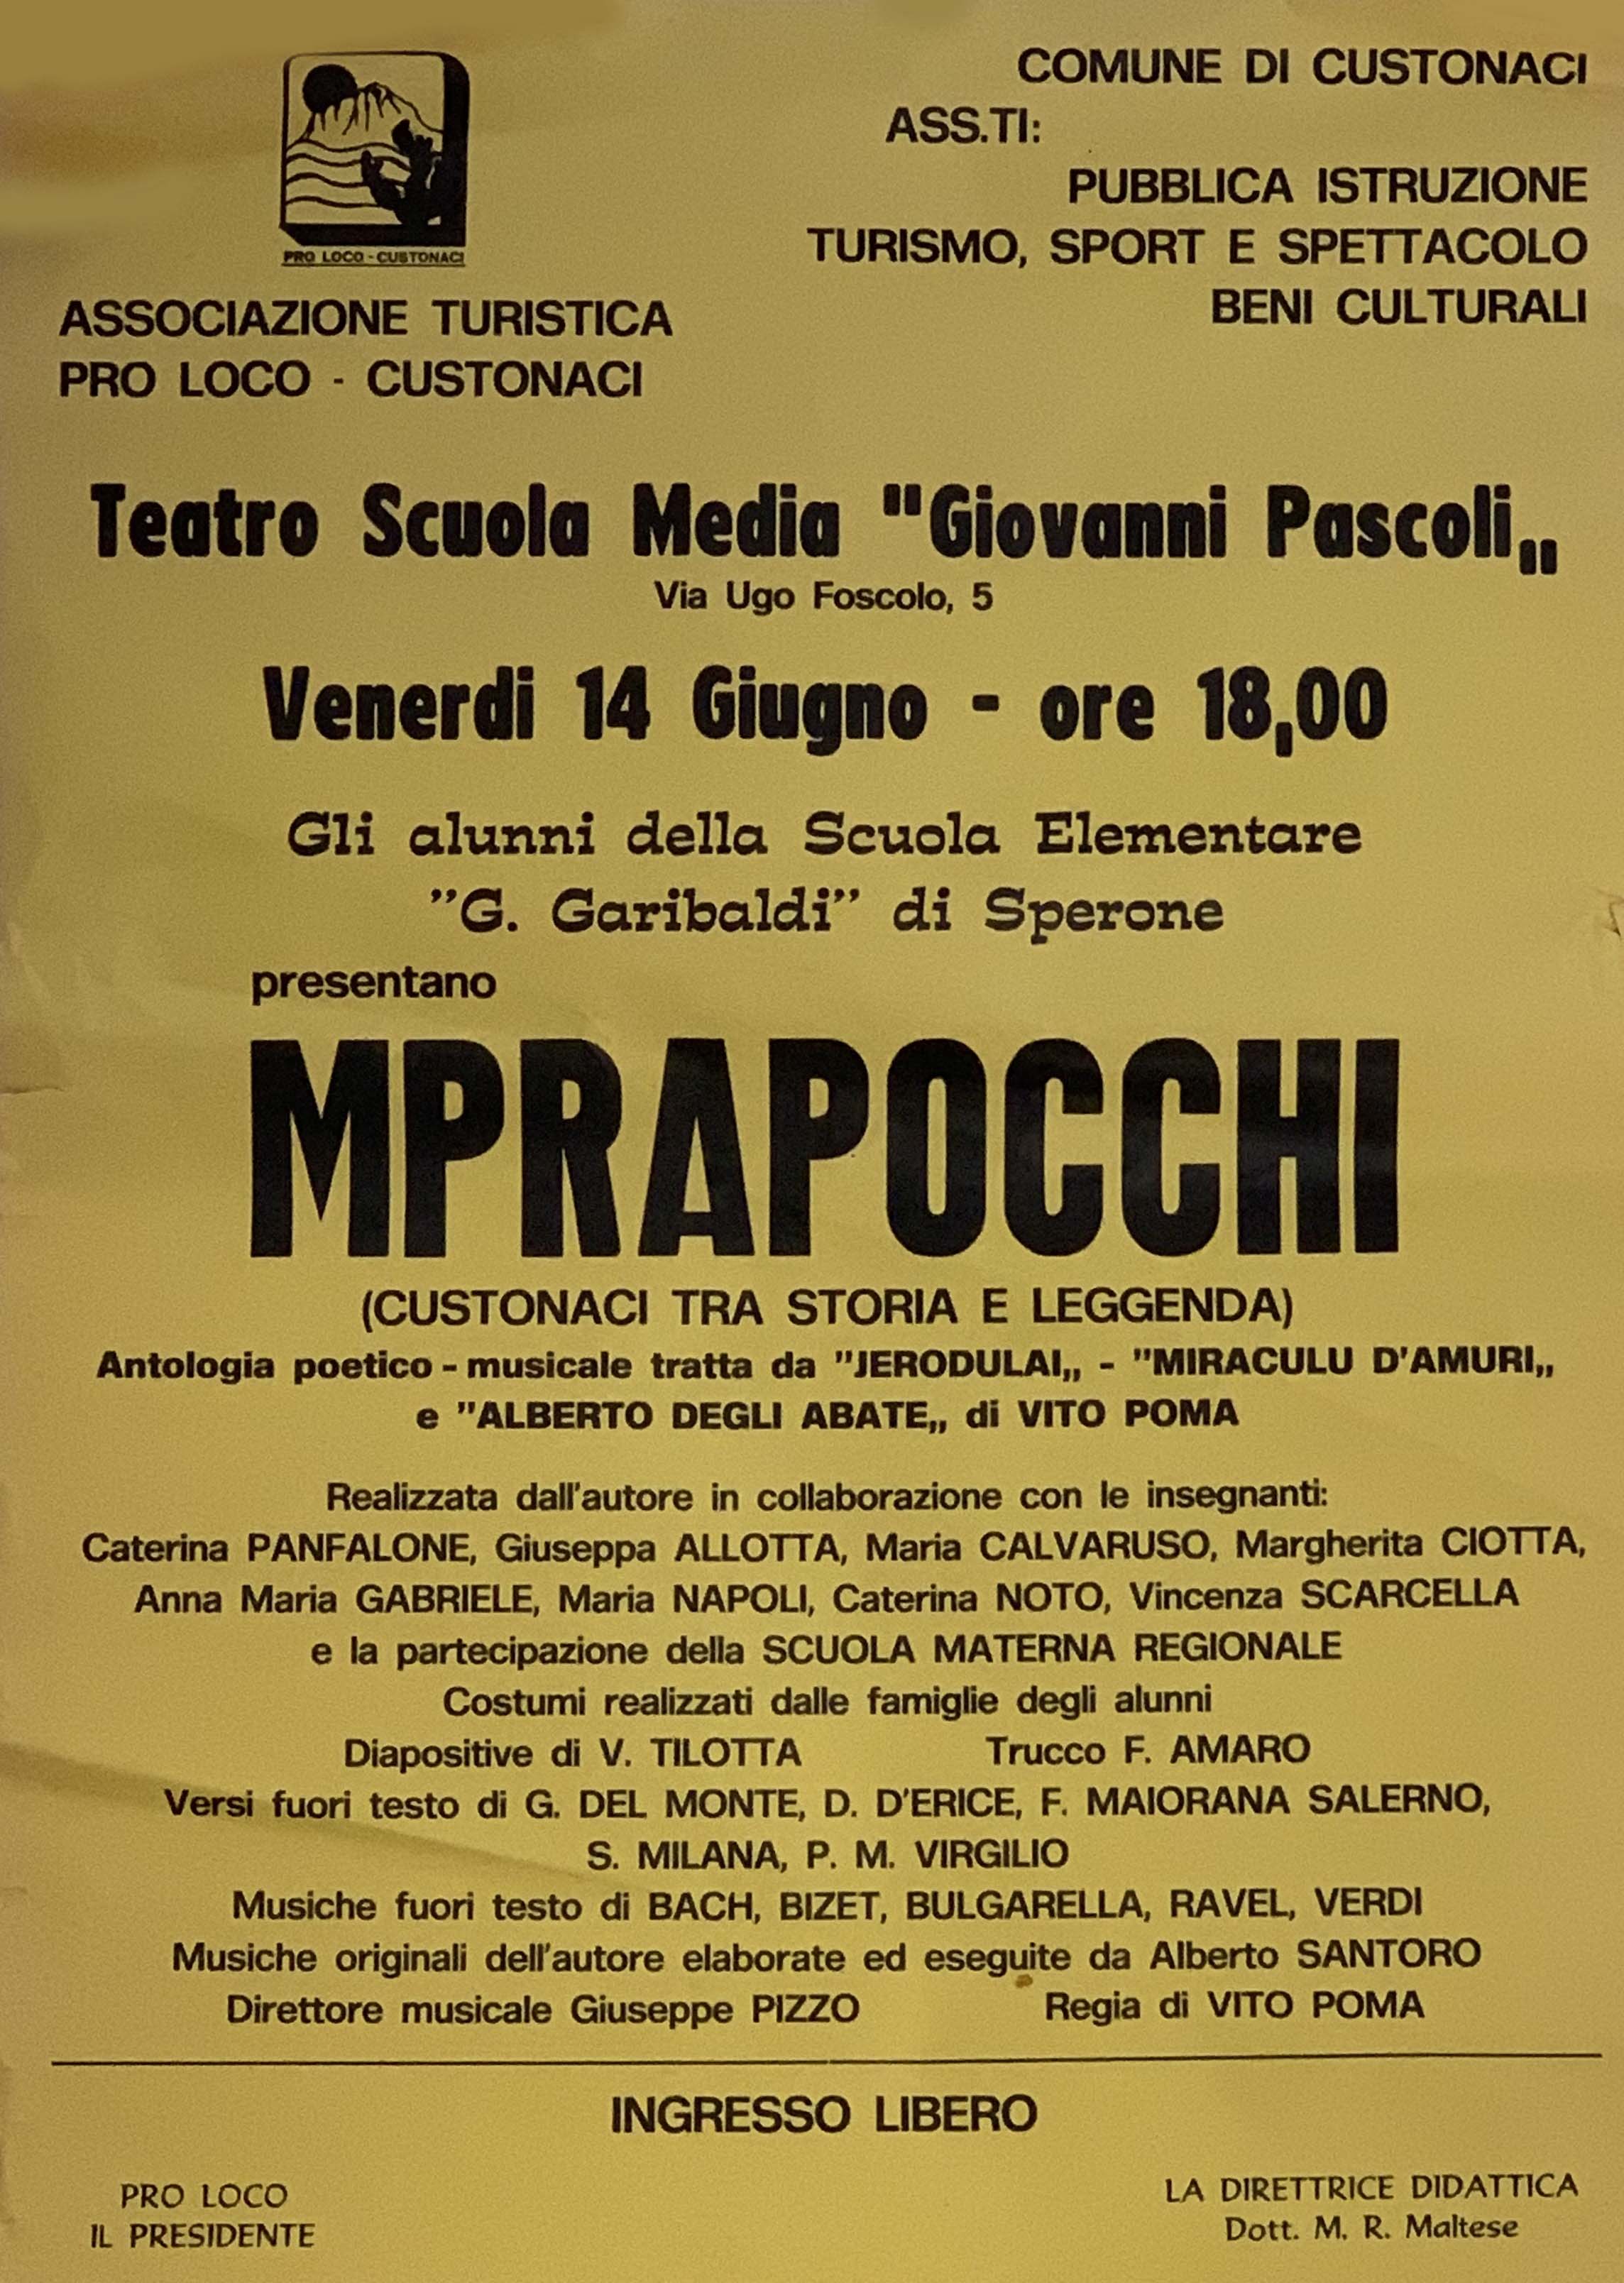 PRO LOCO - CUSTONACI
ASSOCIAZIONE TURISTICA
PRO LOCO - CUSTONACI
COMUNE DI CUSTONACI
ASS.TI:
PUBBLICA ISTRUZIONE
TURISMO, SPORT E SPETTACOLO
BENI CULTURALI
Teatro Scuola Media "Giovanni Pascoli„
Via Ugo Foscolo, 5
Venerdi 14 Giugno - ore 18,00
Gli alunni della Scuola Elementare
”G. Garibaldi” di Sperone
presentano
MPRAPOCCHI
(CUSTONACI TRA STORIA E LEGGENDA)
Antologia poetico - musicale tratta da "JERODULAI„ - "MIRACULU D'AMURI„
e "ALBERTO DEGLI ABATE„ di VITO POMA
Realizzata dall'autore in collaborazione con le insegnanti:
Caterina PANFALONE, Giuseppa ALLOTTA, Maria CALVARUSO, Margherita CIOTTA,
Anna Maria GABRIELE, Maria NAPOLI, Caterina NOTO, Vincenza SCARCELLA
e la partecipazione della SCUOLA MATERNA REGIONALE
Costumi realizzati dalle famiglie degli alunni
Diapositive di V. TILOTTA Trucco F. AMARO
Versi fuori testo di G. DEL MONTE, D. D'ERICE, F. MAIORANA SALERNO,
S. MILANA, P. M. VIRGILIO
Musiche fuori testo di BACH, BIZET, BULGARELLA, RAVEL, VERDI
Musiche originali dell'autore elaborate ed eseguite da Alberto SANTORO
Direttore musicale Giuseppe PIZZO Regia di VITO POMA
INGRESSO LIBERO
PRO LOCO
IL PRESIDENTE
LA DIRETTRICE DIDATTICA
Dott. M. R. Maltese